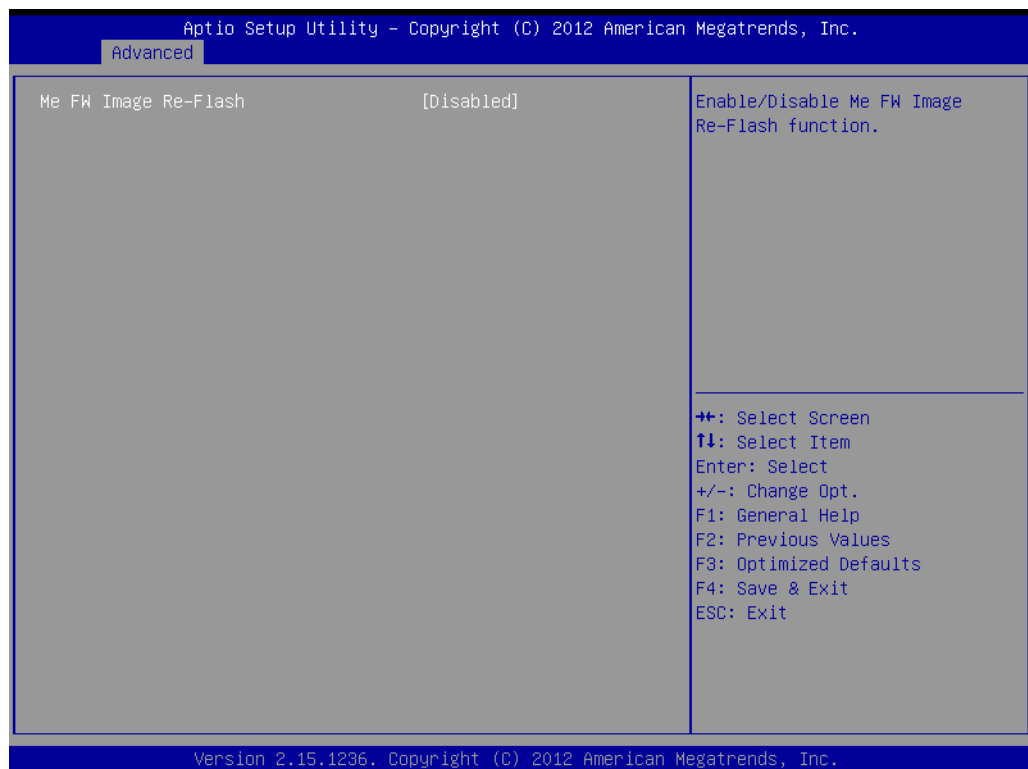 Aptio Setup Utility – Copyright (C) 2012 American Megatrends, Inc.
Advanced
Me FW Image Re-Flash [Disabled]
Enable/Disable Me FW Image
Re-Flash function.
→←: Select Screen
↑↓: Select Item
Enter: Select
+/-: Change Opt.
F1: General Help
F2: Previous Values
F3: Optimized Defaults
F4: Save & Exit
ESC: Exit
Version 2.15.1236. Copyright (C) 2012 American Megatrends, Inc.